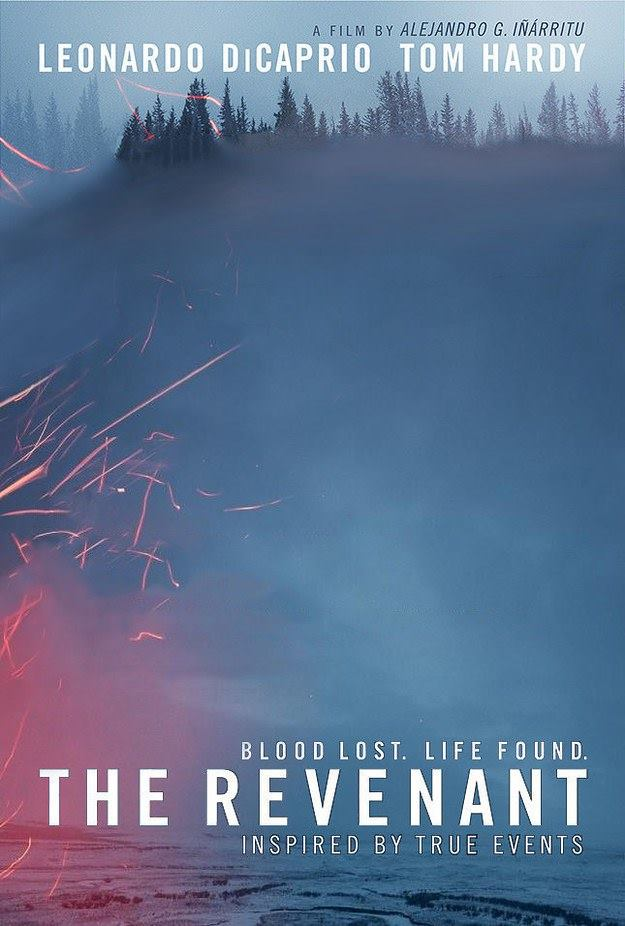 A FILM BY ALEJANDRO G. IÑÁRRITU
LEONARDO DiCAPRIO TOM HARDY
BLOOD LOST. LIFE FOUND.
THE REVENANT
INSPIRED BY TRUE EVENTS